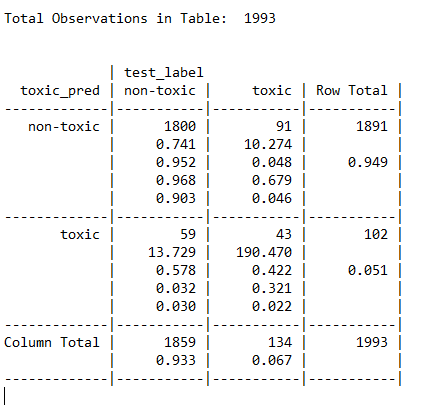 Total Observations in Table:  1993
             | test_label
  toxic_pred | non-toxic |     toxic | Row Total |
-------------|-----------|-----------|-----------|
   non-toxic |      1800 |        91 |      1891 |
             |     0.741 |    10.274 |           |
             |     0.952 |     0.048 |     0.949 |
             |     0.968 |     0.679 |           |
             |     0.903 |     0.046 |           |
-------------|-----------|-----------|-----------|
       toxic |        59 |        43 |       102 |
             |    13.729 |   190.470 |           |
             |     0.578 |     0.422 |     0.051 |
             |     0.032 |     0.321 |           |
             |     0.030 |     0.022 |           |
-------------|-----------|-----------|-----------|
Column Total |      1859 |       134 |      1993 |
             |     0.933 |     0.067 |           |
-------------|-----------|-----------|-----------|